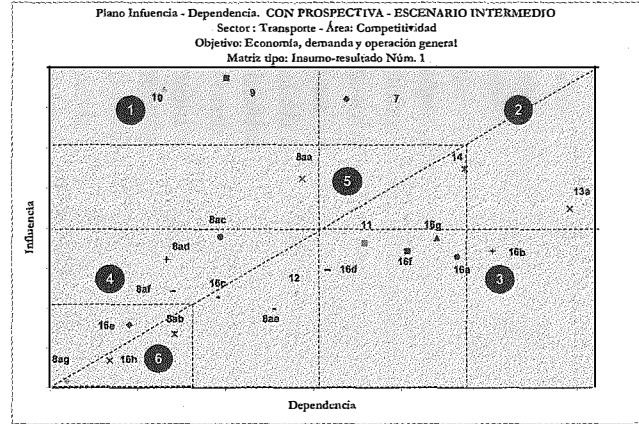 Plano Infuencia - Dependencia. CON PROSPECTIVA - ESCENARIO INTERMEDIO
Sector : Transporte - Área: Competitividad
Objetivo: Economía, demanda y operación general
Matriz tipo: Insumo-resultado Núm. 1
10 9 7
1 2
8aa 14
5 13a
8ac 11 16g
Influencia
8ad 16f 16a 16b
4 8af 16c 12 16d 3
16e 8ab 8aa
8ag 16h 6
Dependencia